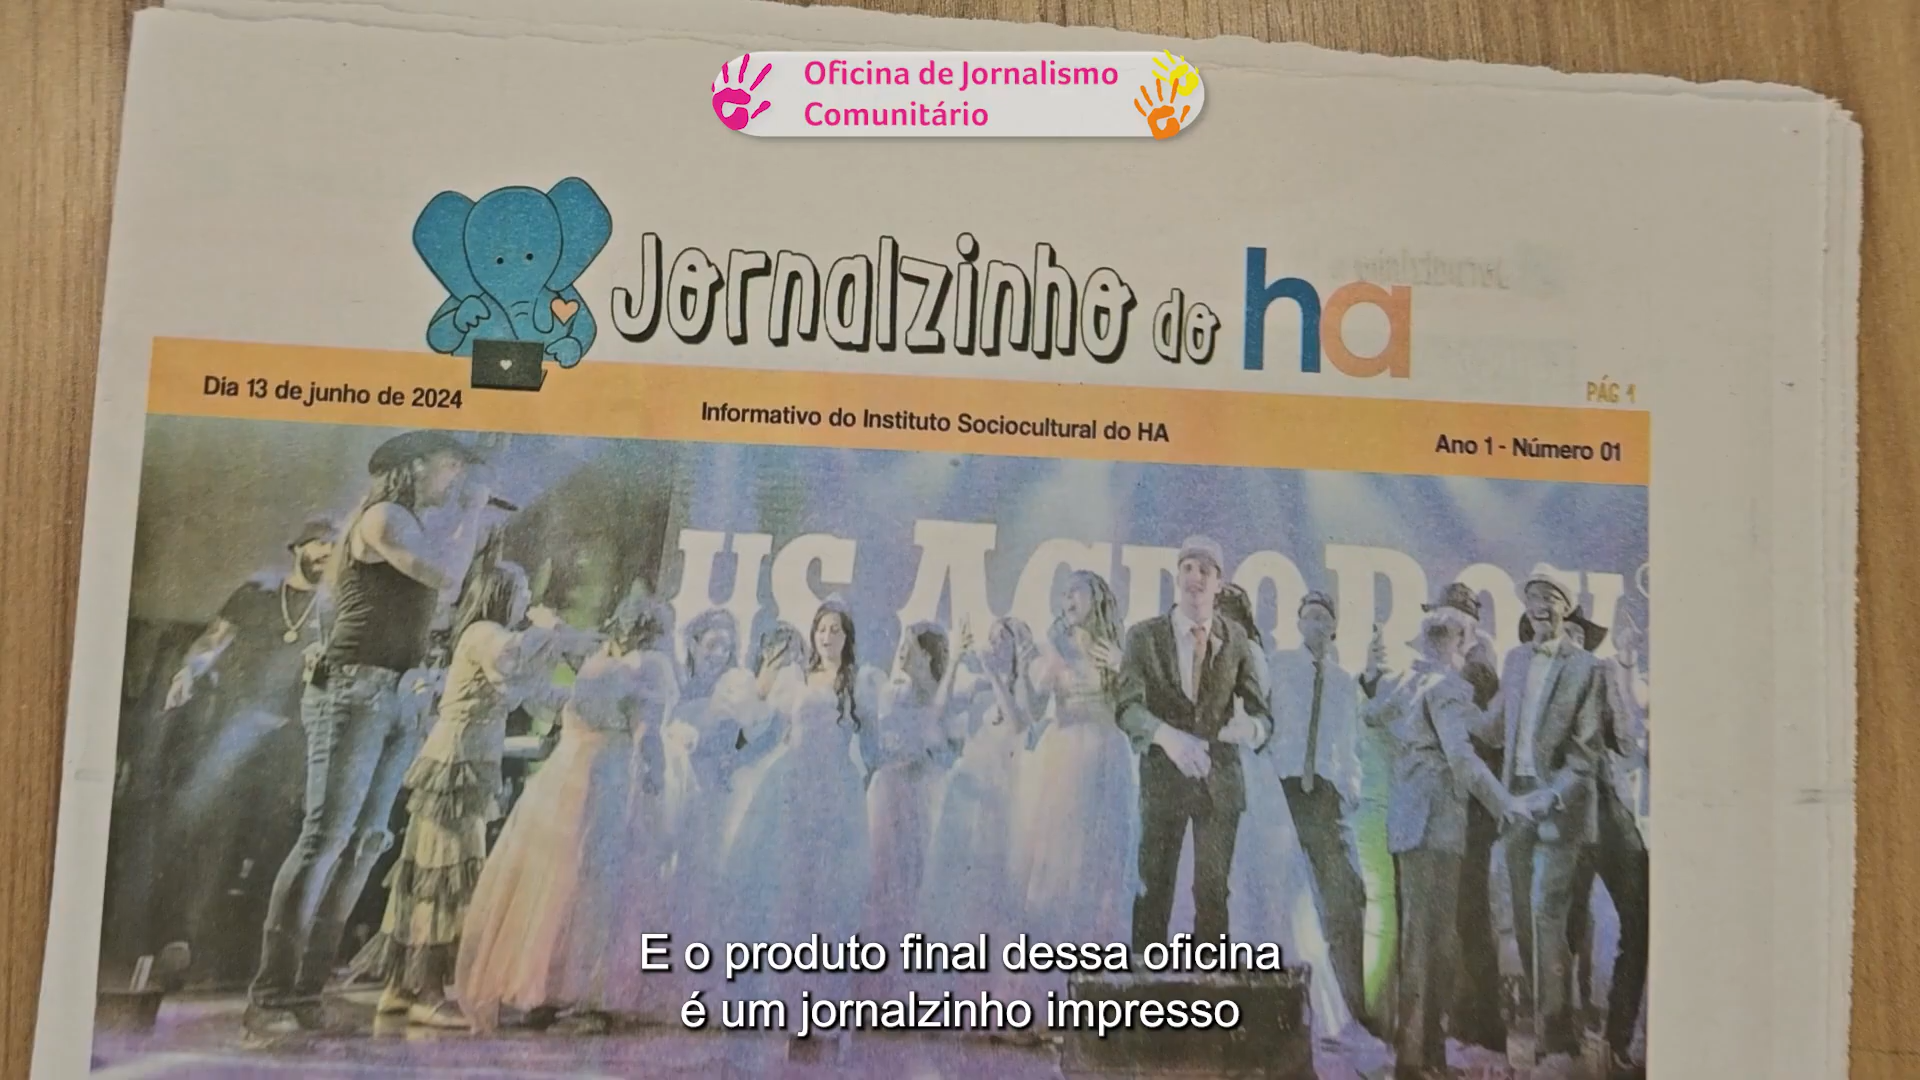 Oficina de Jornalismo
Comunitário
Jornalzinho do ha
PÁG 1
Dia 13 de junho de 2024
Informativo do Instituto Sociocultural do HA
Ano 1 - Número 01
E o produto final dessa oficina
é um jornalzinho impresso